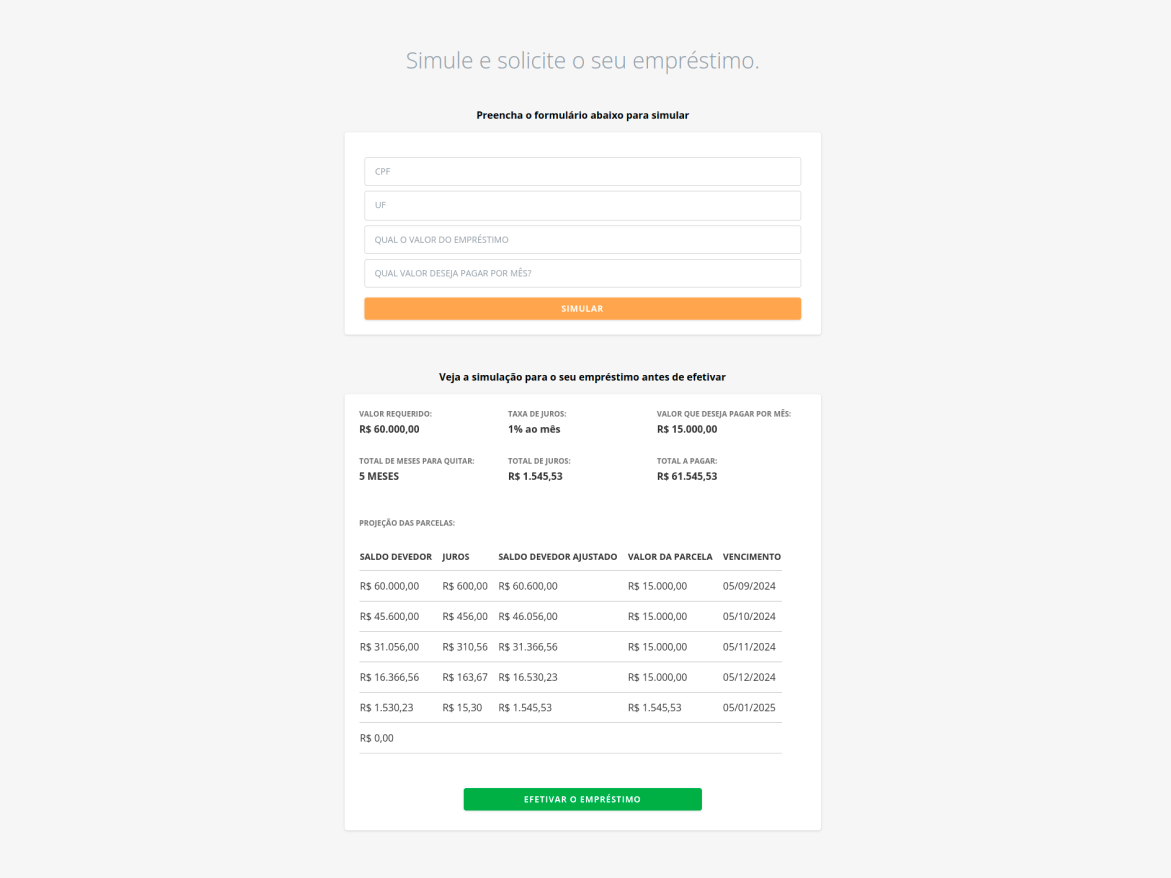 Simule e solicite o seu empréstimo.
Preencha o formulário abaixo para simular
CPF
UF
QUAL O VALOR DO EMPRÉSTIMO
QUAL VALOR DESEJA PAGAR POR MÊS?
SIMULAR
Veja a simulação para o seu empréstimo antes de efetivar
VALOR REQUERIDO: TAXA DE JUROS: VALOR QUE DESEJA PAGAR POR MÊS:
R$ 60.000,00 1% ao mês R$ 15.000,00
TOTAL DE MESES PARA QUITAR: TOTAL DE JUROS: TOTAL A PAGAR:
5 MESES R$ 1.545,53 R$ 61.545,53
PROJEÇÃO DAS PARCELAS:
SALDO DEVEDOR JUROS SALDO DEVEDOR AJUSTADO VALOR DA PARCELA VENCIMENTO
R$ 60.000,00 R$ 600,00 R$ 60.600,00 R$ 15.000,00 05/09/2024
R$ 45.600,00 R$ 456,00 R$ 46.056,00 R$ 15.000,00 05/10/2024
R$ 31.056,00 R$ 310,56 R$ 31.366,56 R$ 15.000,00 05/11/2024
R$ 16.366,56 R$ 163,67 R$ 16.530,23 R$ 15.000,00 05/12/2024
R$ 1.530,23 R$ 15,30 R$ 1.545,53 R$ 1.545,53 05/01/2025
R$ 0,00
EFETIVAR O EMPRÉSTIMO